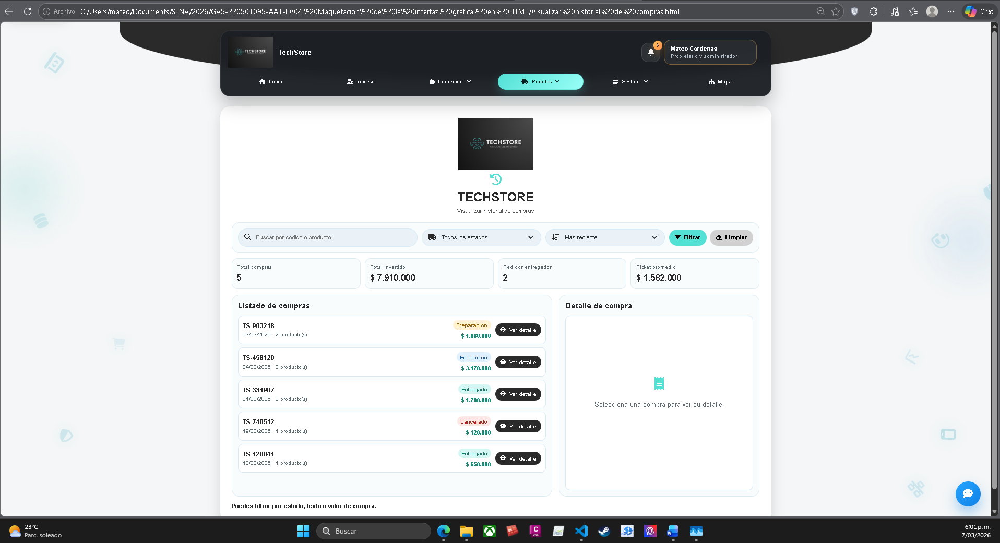 Archivo C:/Users/mateo/Documents/SENA/2026/GA5-220501095-AA1-EV04.%20Maquetación%20de%20la%20interfaz%20gráfica%20en%20HTML/Visualizar%20historial%20de%20compras.html
Chat
TECHSTORE
TechStore
6
Mateo Cardenas
Propietario y administrador
Inicio
Acceso
Comercial
Pedidos
Gestion
Mapa
TECHSTORE
TECHSTORE
Visualizar historial de compras
Buscar por codigo o producto
Todos los estados
Mas reciente
Filtrar
Limpiar
Total compras
5
Total invertido
$ 7.910.000
Pedidos entregados
2
Ticket promedio
$ 1.582.000
Listado de compras
TS-903218
03/03/2026 · 2 producto(s)
Preparacion
$ 1.880.000
Ver detalle
TS-458120
24/02/2026 · 3 producto(s)
En Camino
$ 3.170.000
Ver detalle
TS-331907
21/02/2026 · 2 producto(s)
Entregado
$ 1.790.000
Ver detalle
TS-740512
19/02/2026 · 1 producto(s)
Cancelado
$ 420.000
Ver detalle
TS-120044
10/02/2026 · 1 producto(s)
Entregado
$ 650.000
Ver detalle
Detalle de compra
Selecciona una compra para ver su detalle.
Puedes filtrar por estado, texto o valor de compra.
23°C
Parc. soleado
Buscar
6:01 p. m.
7/03/2026